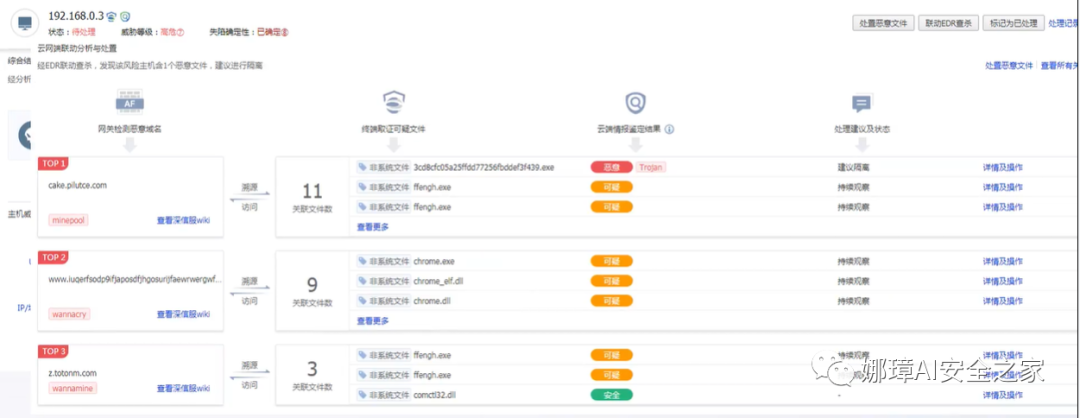 192.168.0.3
处置恶意文件 联动EDR查杀 标记为已处理 处理记录
状态：待处理 威胁等级：高危 失陷确定性：已确定
云网端联动分析与处置
综合结
经EDR联动查杀，发现该风险主机含1个恶意文件，建议进行隔离
处置恶意文件 查看所有关
经分析
AF
网关检测恶意域名 终端取证可疑文件 云端情报鉴定结果 处理建议及状态
TOP 1
cake.pilutce.com
minepool 查看深信服wiki
溯源
访问
11
关联文件数
非系统文件 3cd8cfc05a25ffdd77256fbddef3f439.exe 恶意 Trojan 建议隔离 详情及操作
非系统文件 ffengh.exe 可疑 持续观察 详情及操作
非系统文件 ffengh.exe 可疑 持续观察 详情及操作
查看更多
主机威
TOP 2
www.iuqerfsodp9ifjaposdfjhgosurijfaewrwergwf...
wannacry 查看深信服wiki
溯源
访问
9
关联文件数
非系统文件 chrome.exe 可疑 持续观察 详情及操作
非系统文件 chrome_elf.dll 可疑 持续观察 详情及操作
非系统文件 chrome.dll 可疑 持续观察 详情及操作
查看更多
TOP 3
z.totonm.com
wannamine 查看深信服wiki
溯源
访问
3
关联文件数
非系统文件 ffengh.exe 可疑 持续观察 详情及操作
非系统文件 ffengh.exe 可疑 持续观察 详情及操作
非系统文件 comctl32.dll 安全 - 详情及操作
娜璋AI安全之家